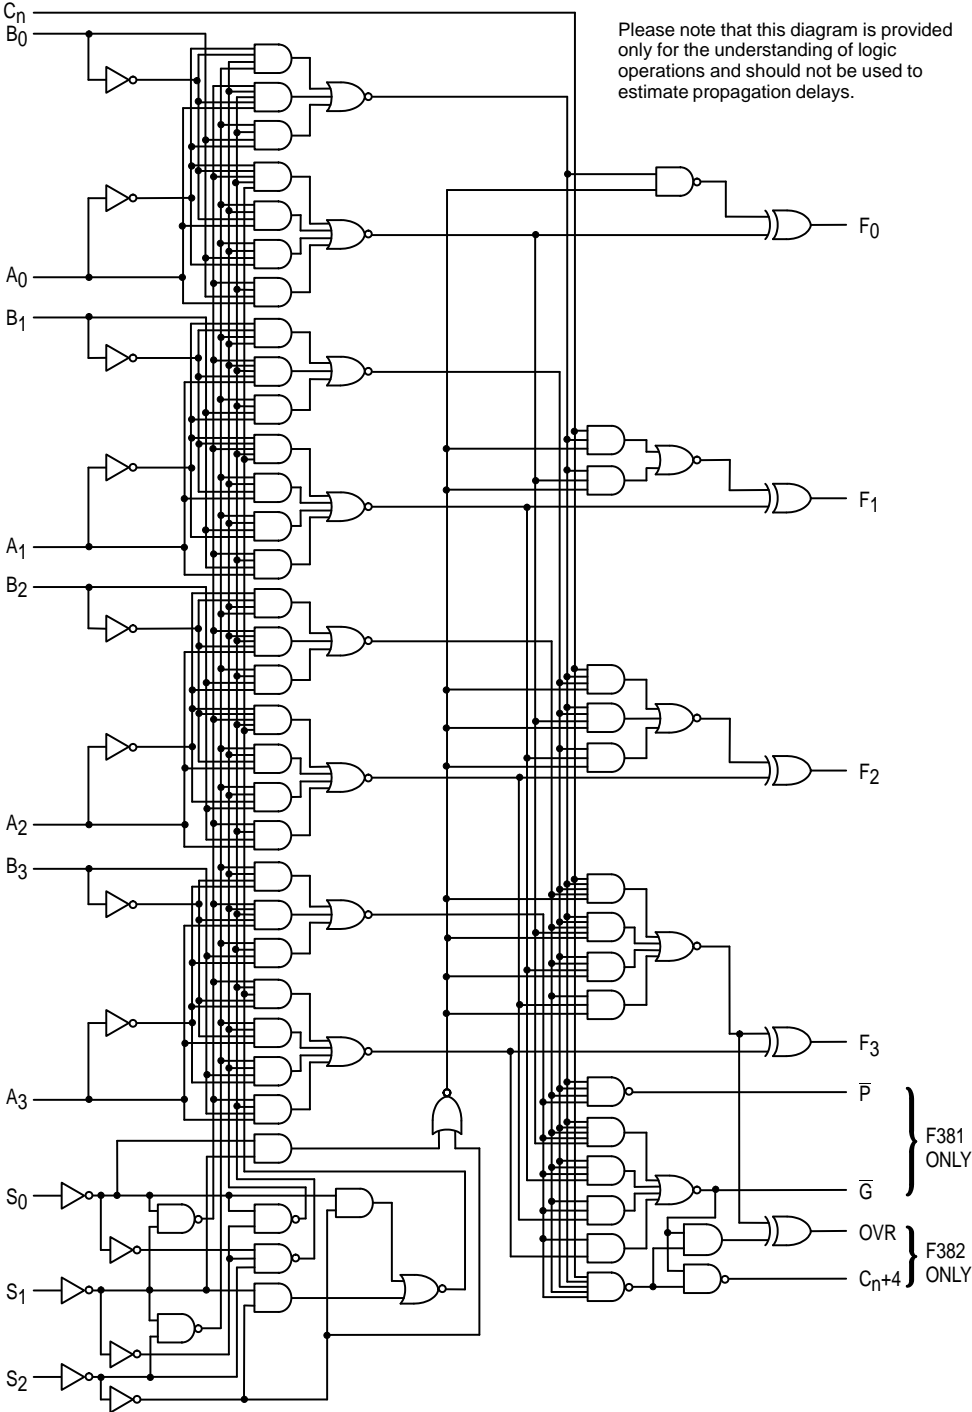 Cn
B0
Please note that this diagram is provided
only for the understanding of logic
operations and should not be used to
estimate propagation delays.
F0
A0
B1
F1
A1
B2
F2
A2
B3
F3
A3
P̅
F381
ONLY
S0
G̅
OVR
F382
ONLY
Cn+4
S1
S2